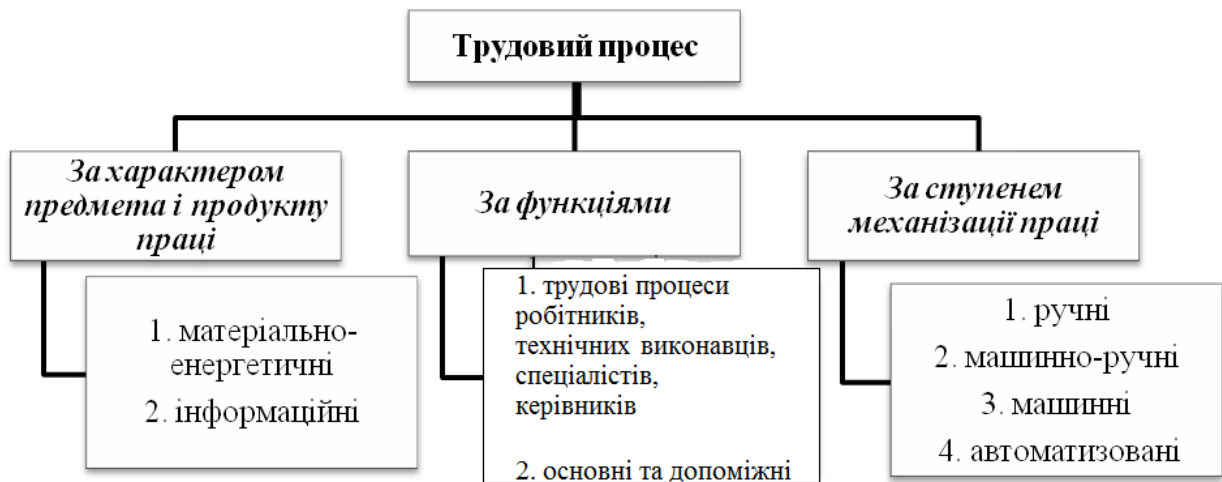 Трудовий процес
За характером
предмета і продукту
праці
1. матеріально-
енергетичні
2. інформаційні
За функціями
1. трудові процеси
робітників,
технічних виконавців,
спеціалістів,
керівників
2. основні та допоміжні
За ступенем
механізації праці
1. ручні
2. машинно-ручні
3. машинні
4. автоматизовані